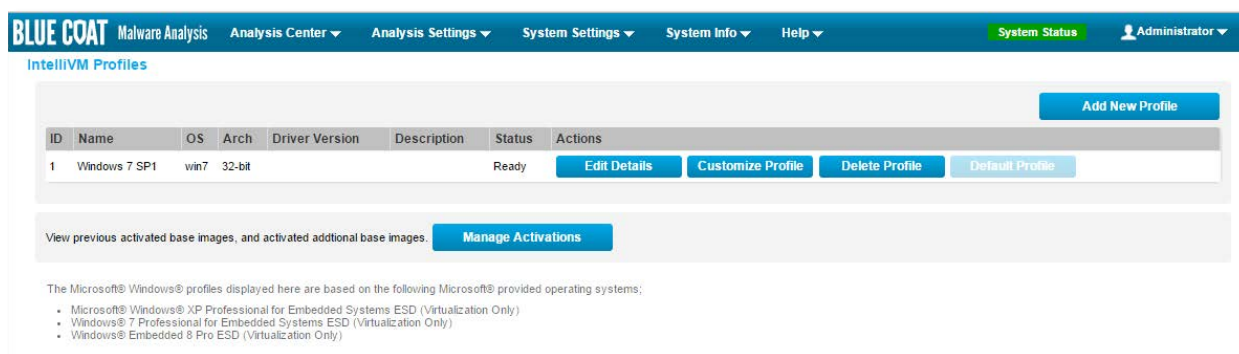 BLUE COAT Malware Analysis Analysis Center Analysis Settings System Settings System Info Help System Status Administrator
IntelliVM Profiles
Add New Profile
ID Name OS Arch Driver Version Description Status Actions
1 Windows 7 SP1 win7 32-bit Ready Edit Details Customize Profile Delete Profile Default Profile
View previous activated base images, and activated addtional base images. Manage Activations
The Microsoft® Windows® profiles displayed here are based on the following Microsoft® provided operating systems;
• Microsoft® Windows® XP Professional for Embedded Systems ESD (Virtualization Only)
• Windows® 7 Professional for Embedded Systems ESD (Virtualization Only)
• Windows® Embedded 8 Pro ESD (Virtualization Only)